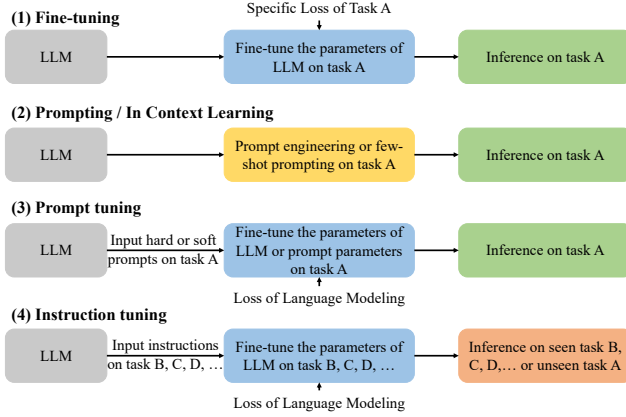 Specific Loss of Task A
(1) Fine-tuning
LLM
Fine-tune the parameters of
LLM on task A
Inference on task A
(2) Prompting / In Context Learning
LLM
Prompt engineering or few-
shot prompting on task A
Inference on task A
(3) Prompt tuning
LLM
Input hard or soft
prompts on task A
Fine-tune the parameters of
LLM or prompt parameters
on task A
Inference on task A
Loss of Language Modeling
(4) Instruction tuning
LLM
Input instructions
on task B, C, D, …
Fine-tune the parameters of
LLM on task B, C, D, …
Inference on seen task B,
C, D,… or unseen task A
Loss of Language Modeling